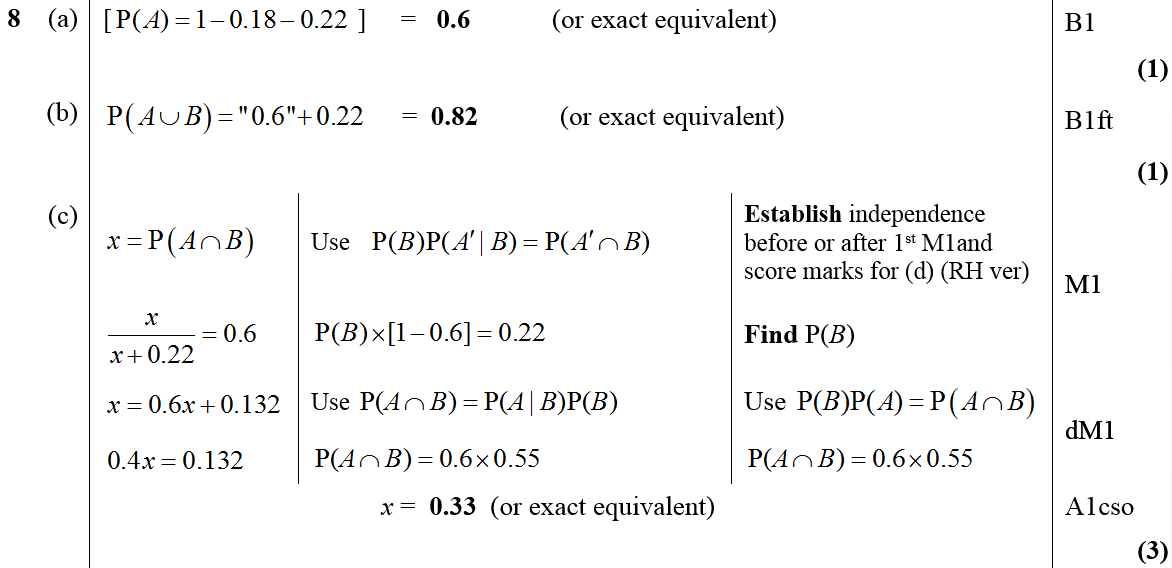 8 (a) [P(A) = 1 − 0.18 − 0.22 ] = 0.6 (or exact equivalent) B1
(1)
(b) P(A∪B) = "0.6"+0.22 = 0.82 (or exact equivalent) B1ft
(1)
(c) x = P(A∩B) Use P(B)P(A′ | B) = P(A′∩B) Establish independence
before or after 1st M1and
score marks for (d) (RH ver)
M1
x/(x+0.22) = 0.6 P(B)×[1−0.6] = 0.22 Find P(B)
x = 0.6x + 0.132 Use P(A∩B) = P(A | B)P(B) Use P(B)P(A) = P(A∩B)
dM1
0.4x = 0.132 P(A∩B) = 0.6×0.55 P(A∩B) = 0.6×0.55
x = 0.33 (or exact equivalent) A1cso
(3)